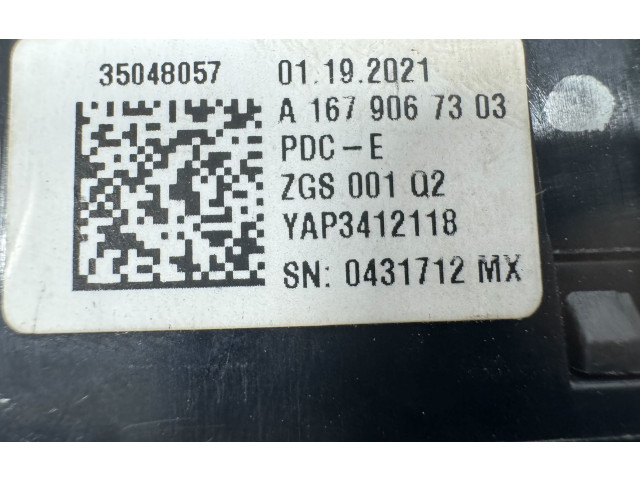 35048057 01.19.2021
A 167 906 73 03
PDC-E
ZGS 001 Q2
YAP3412118
SN: 0431712 MX